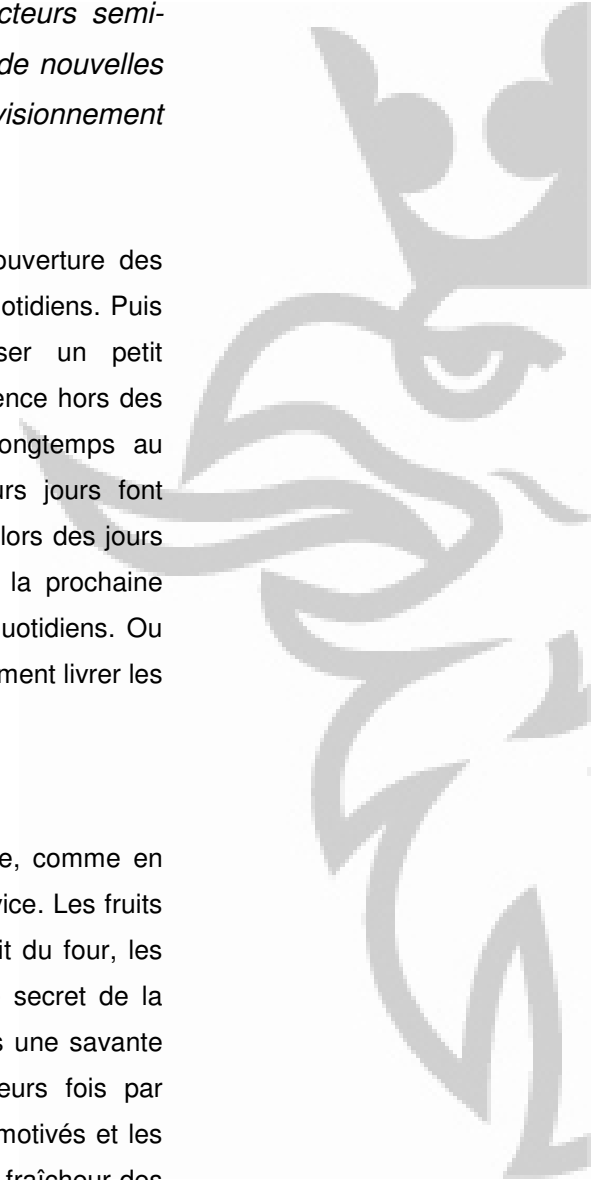 cteurs semi-
de nouvelles
visionnement
ouverture des
otidiens. Puis
ser un petit
ence hors des
ongtemps au
urs jours font
lors des jours
la prochaine
uotidiens. Ou
ment livrer les
e, comme en
vice. Les fruits
it du four, les
secret de la
s une savante
eurs fois par
motivés et les
fraîcheur des